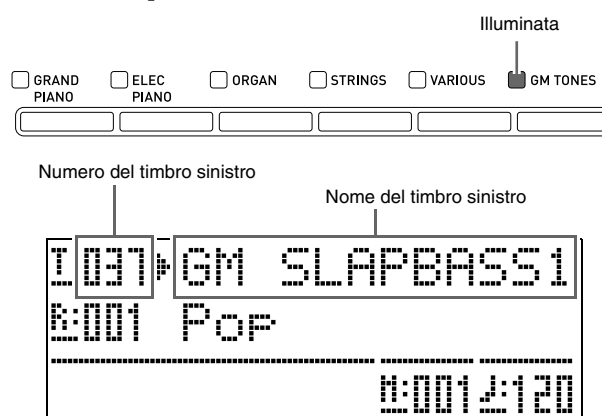 Illuminata
GRAND PIANO ELEC PIANO ORGAN STRINGS VARIOUS GM TONES
Numero del timbro sinistro
Nome del timbro sinistro
T 037 GM SLAPBASS1
R:001 Pop
M:001 ♩:120